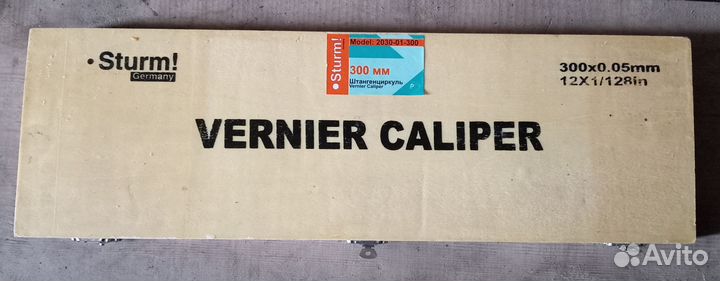 Sturm!
Germany
Sturm!
Model: 2030-01-300
300 мм
Штангенциркуль
Vernier Caliper
300x0.05mm
12X1/128in
VERNIER CALIPER
Avito